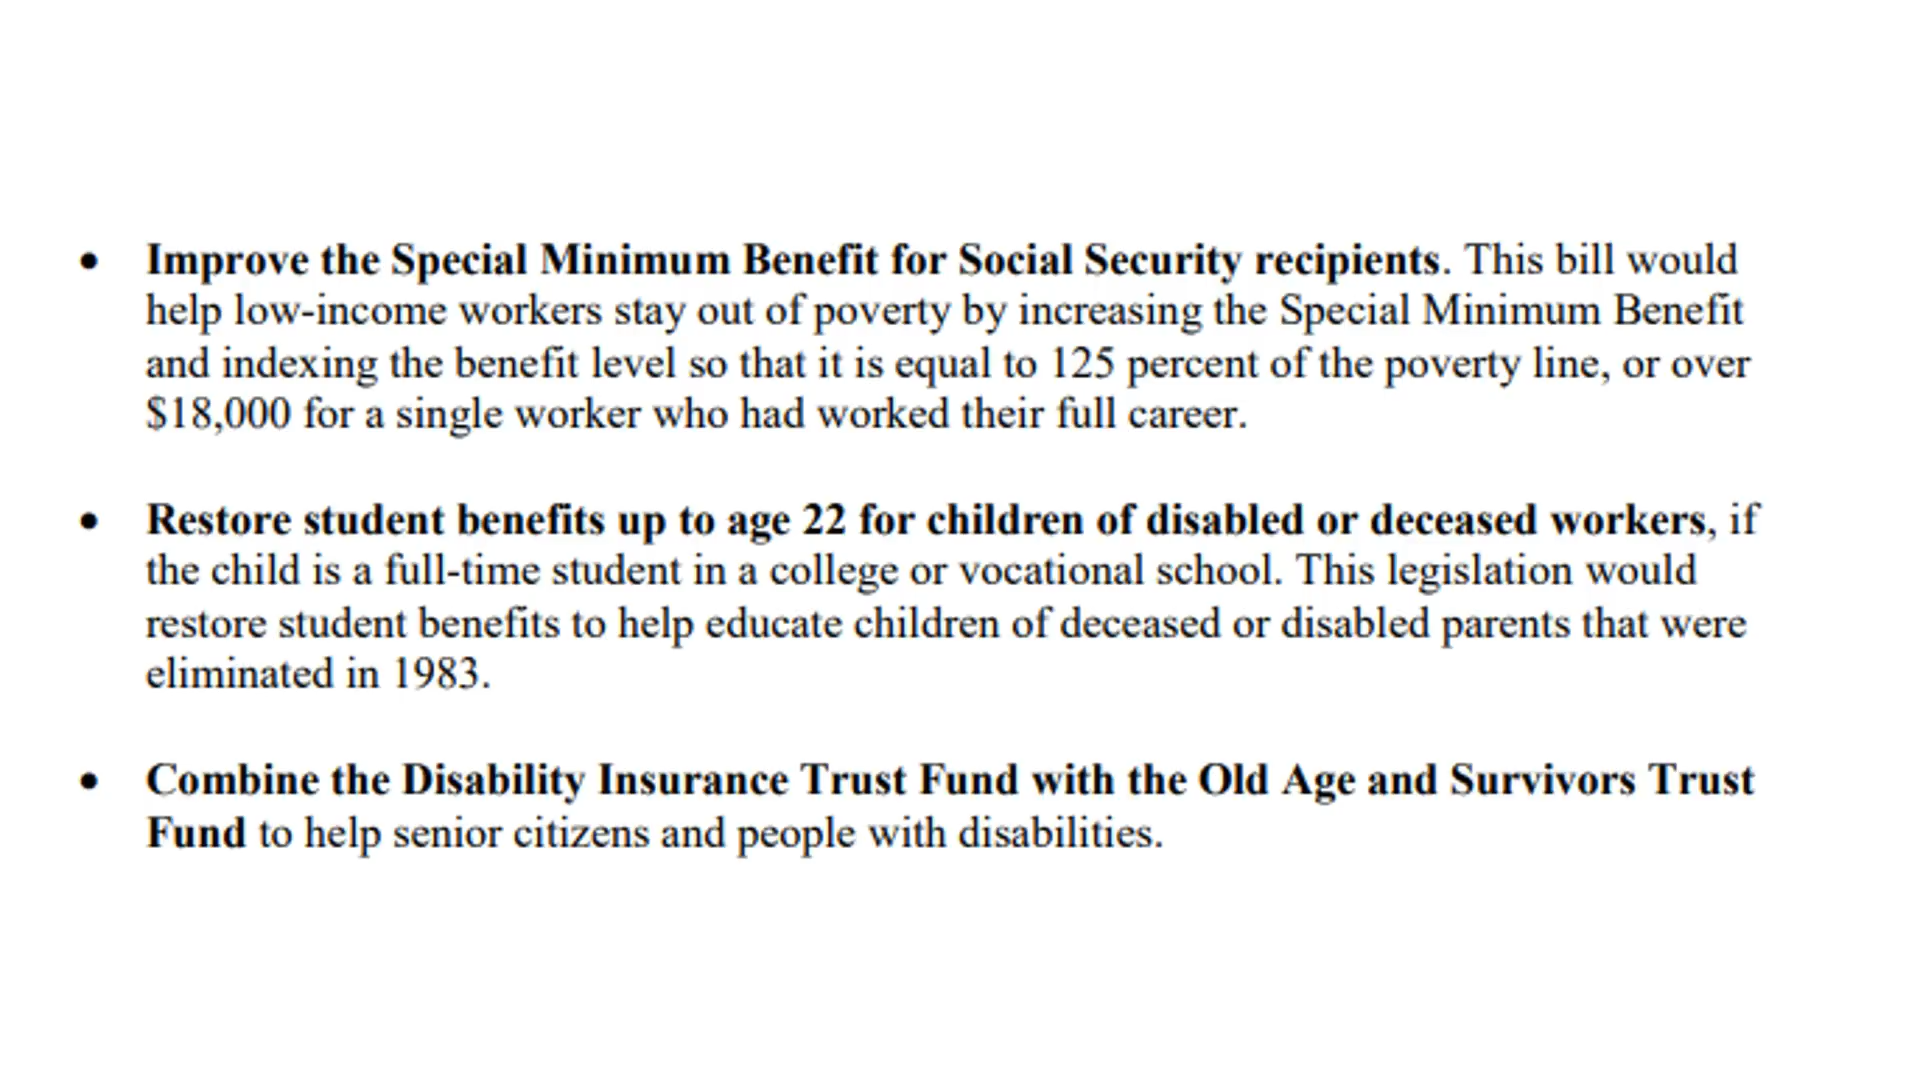 • Improve the Special Minimum Benefit for Social Security recipients. This bill would
help low-income workers stay out of poverty by increasing the Special Minimum Benefit
and indexing the benefit level so that it is equal to 125 percent of the poverty line, or over
$18,000 for a single worker who had worked their full career.
• Restore student benefits up to age 22 for children of disabled or deceased workers, if
the child is a full-time student in a college or vocational school. This legislation would
restore student benefits to help educate children of deceased or disabled parents that were
eliminated in 1983.
• Combine the Disability Insurance Trust Fund with the Old Age and Survivors Trust
Fund to help senior citizens and people with disabilities.